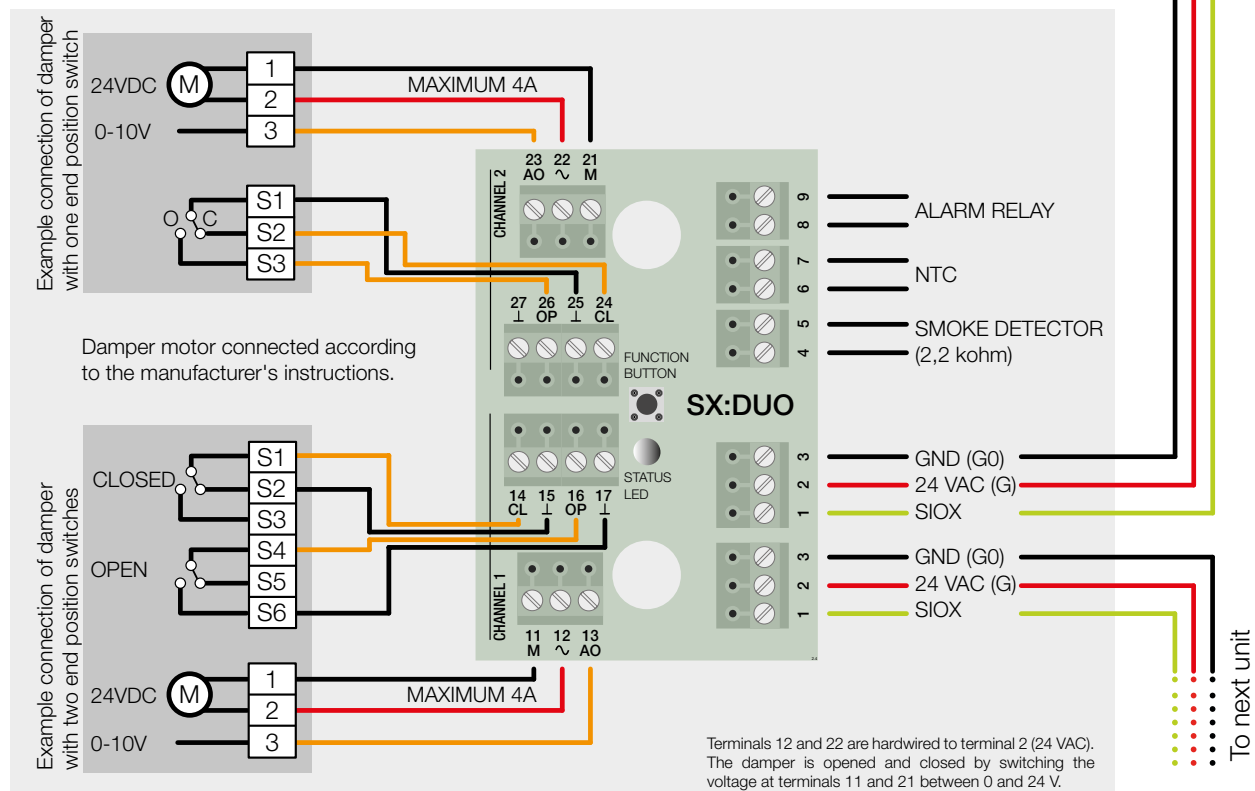 Example connection of damper
with one end position switch
24VDC
M
0-10V
1
2
3
MAXIMUM 4A
O C
S1
S2
S3
23 22 21
AO ∿ M
CHANNEL 2
27 26 25 24
⊥ OP ⊥ CL
Damper motor connected according
to the manufacturer's instructions.
FUNCTION
BUTTON
SX:DUO
STATUS
LED
9
8
ALARM RELAY
7
6
NTC
5
4
SMOKE DETECTOR
(2,2 kohm)
3
2
1
GND (G0)
24 VAC (G)
SIOX
3
2
1
GND (G0)
24 VAC (G)
SIOX
To next unit
Example connection of damper
with two end position switches
CLOSED
OPEN
S1
S2
S3
S4
S5
S6
14 15 16 17
CL ⊥ OP ⊥
CHANNEL 1
11 12 13
M ∿ AO
24VDC
M
0-10V
1
2
3
MAXIMUM 4A
Terminals 12 and 22 are hardwired to terminal 2 (24 VAC).
The damper is opened and closed by switching the
voltage at terminals 11 and 21 between 0 and 24 V.